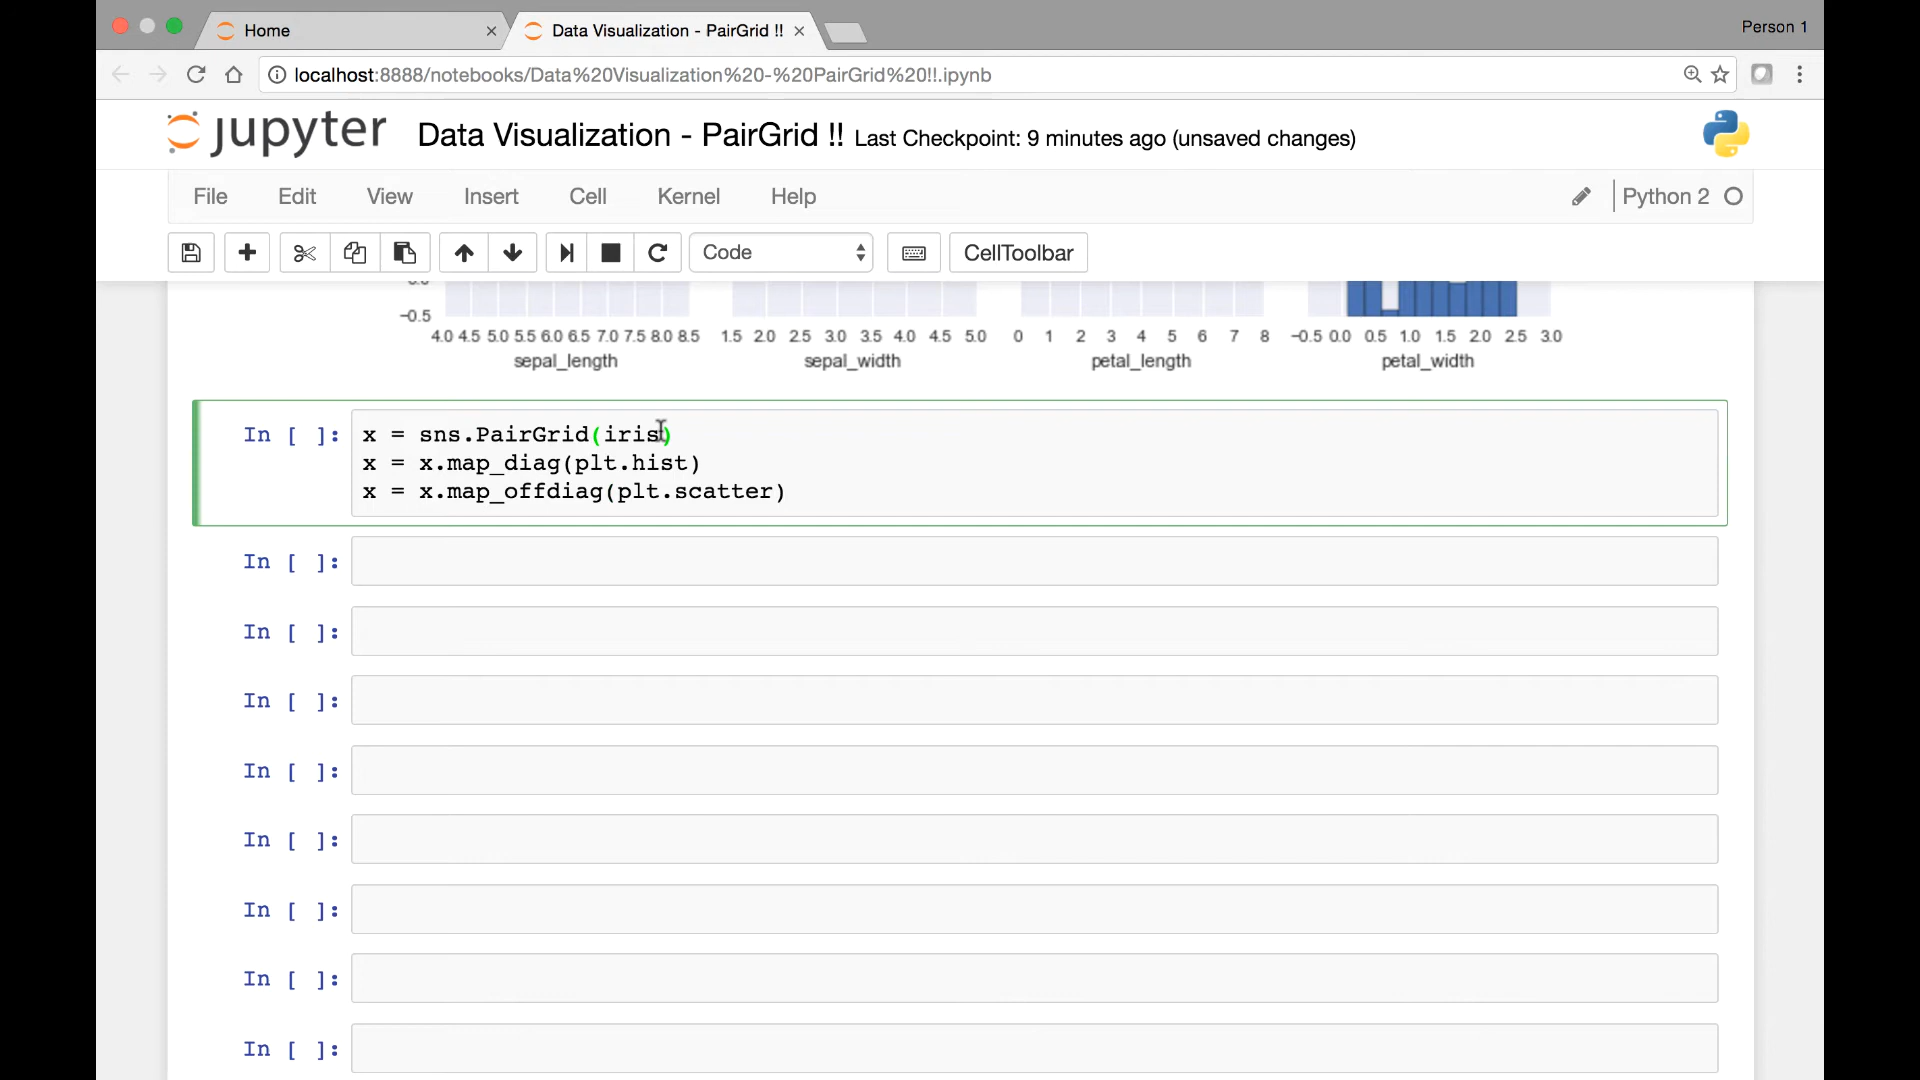 Home
Data Visualization - PairGrid !!
Person 1
localhost:8888/notebooks/Data%20Visualization%20-%20PairGrid%20!!.ipynb
jupyter Data Visualization - PairGrid !! Last Checkpoint: 9 minutes ago (unsaved changes)
File Edit View Insert Cell Kernel Help Python 2
Code CellToolbar
−0.5
4.0 4.5 5.0 5.5 6.0 6.5 7.0 7.5 8.0 8.5 1.5 2.0 2.5 3.0 3.5 4.0 4.5 5.0 0 1 2 3 4 5 6 7 8 −0.5 0.0 0.5 1.0 1.5 2.0 2.5 3.0
sepal_length sepal_width petal_length petal_width
In [ ]: x = sns.PairGrid(iris)
x = x.map_diag(plt.hist)
x = x.map_offdiag(plt.scatter)
In [ ]:
In [ ]:
In [ ]:
In [ ]:
In [ ]:
In [ ]:
In [ ]:
In [ ]: